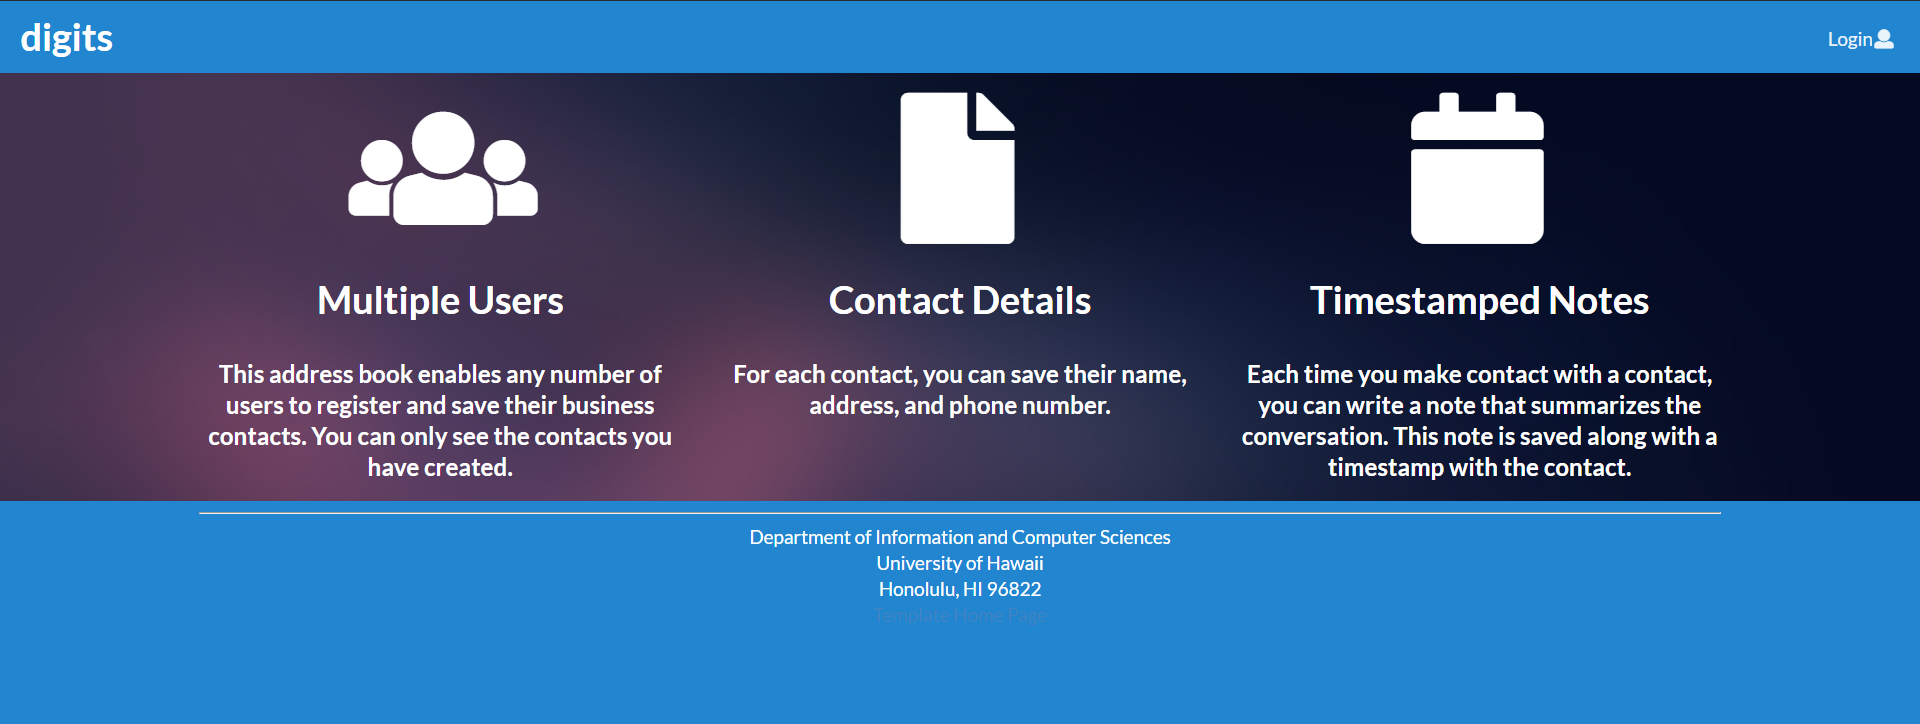 digits
Login
Multiple Users
This address book enables any number of
users to register and save their business
contacts. You can only see the contacts you
have created.
Contact Details
For each contact, you can save their name,
address, and phone number.
Timestamped Notes
Each time you make contact with a contact,
you can write a note that summarizes the
conversation. This note is saved along with a
timestamp with the contact.
Department of Information and Computer Sciences
University of Hawaii
Honolulu, HI 96822
Template Home Page